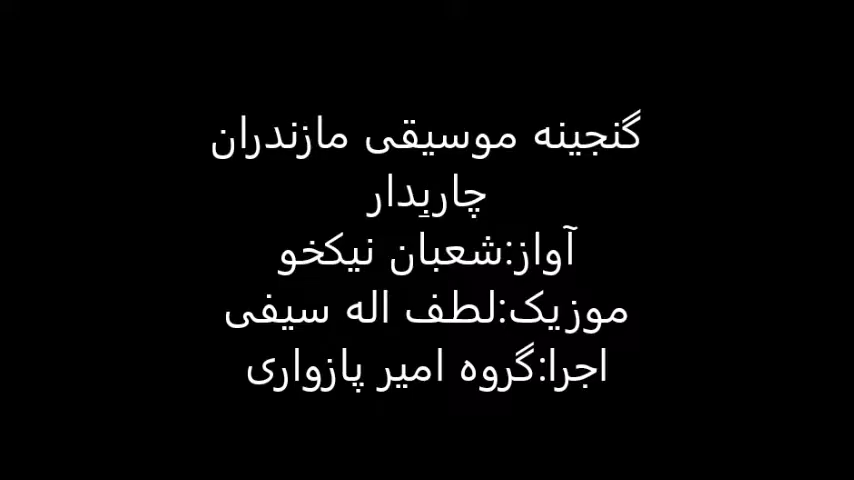 گنجینه موسیقی مازندران
چاربِدار
آواز:شعبان نیکخو
موزیک:لطف اله سیفی
اجرا:گروه امیر پازواری